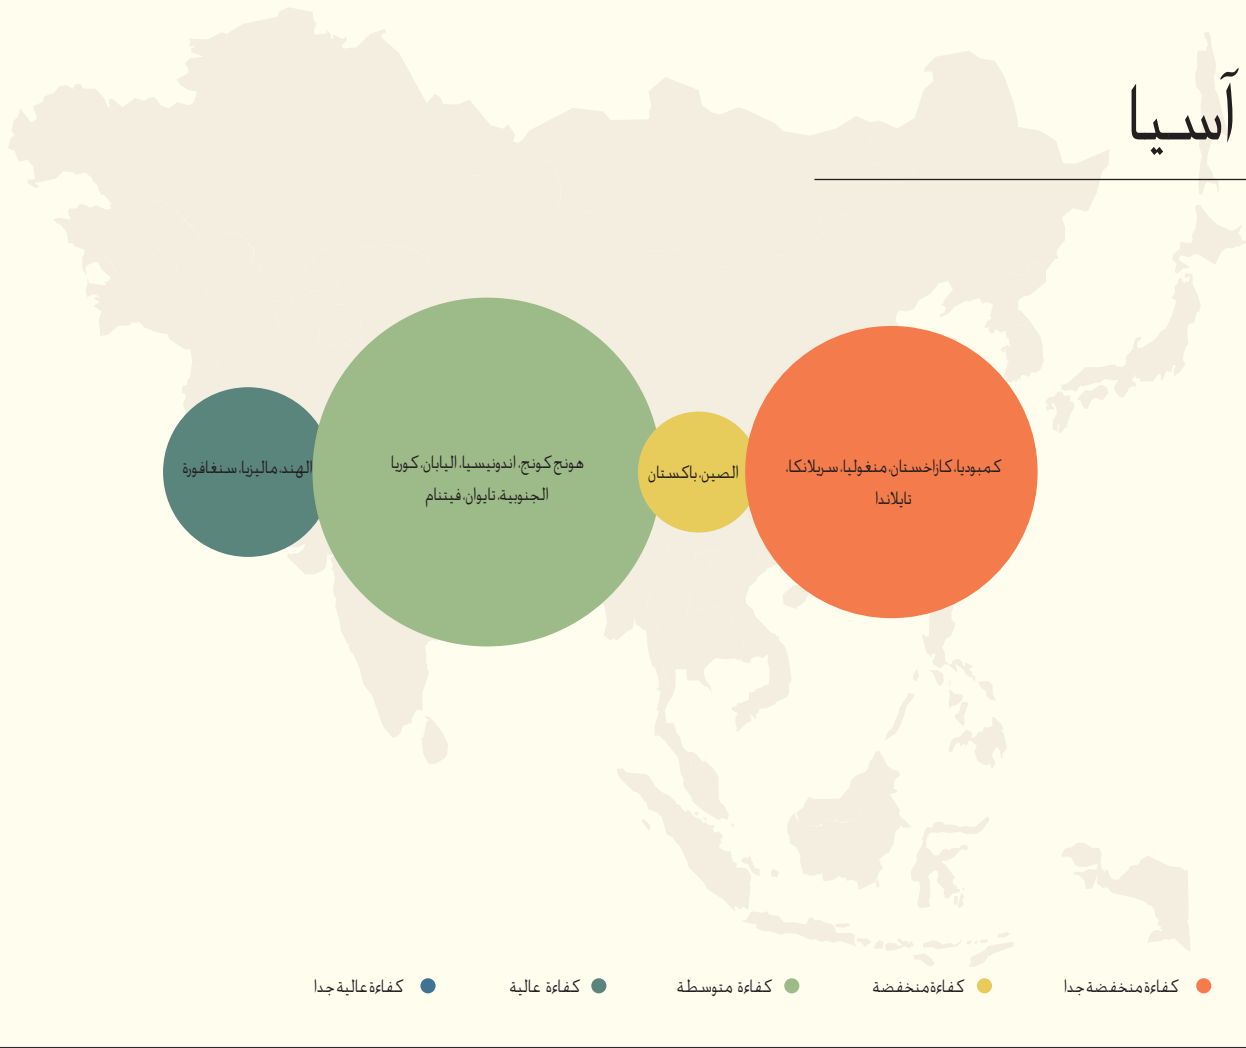 آسيا
كمبوديا، كازاخستان، منغوليا، سريلانكا،
تايلاندا
الصين، باكستان
هونج كونج، اندونيسيا، اليابان، كوريا
الجنوبية، تايوان، فيتنام
الهند، ماليزيا، سنغافورة
كفاءة منخفضة جدا
كفاءة منخفضة
كفاءة متوسطة
كفاءة عالية
كفاءة عالية جدا